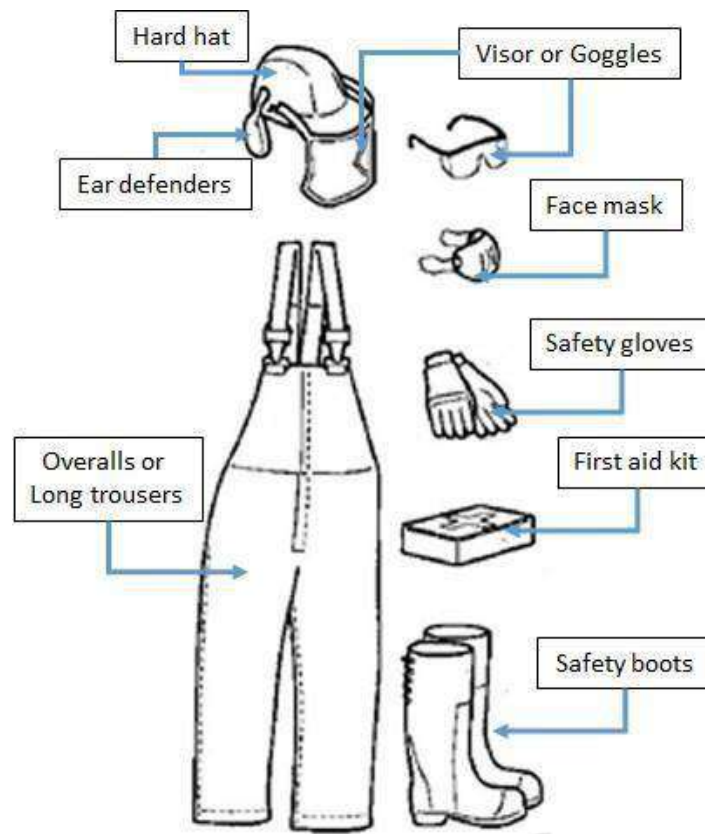 Hard hat
Visor or Goggles
Ear defenders
Face mask
Safety gloves
Overalls or
Long trousers
First aid kit
Safety boots